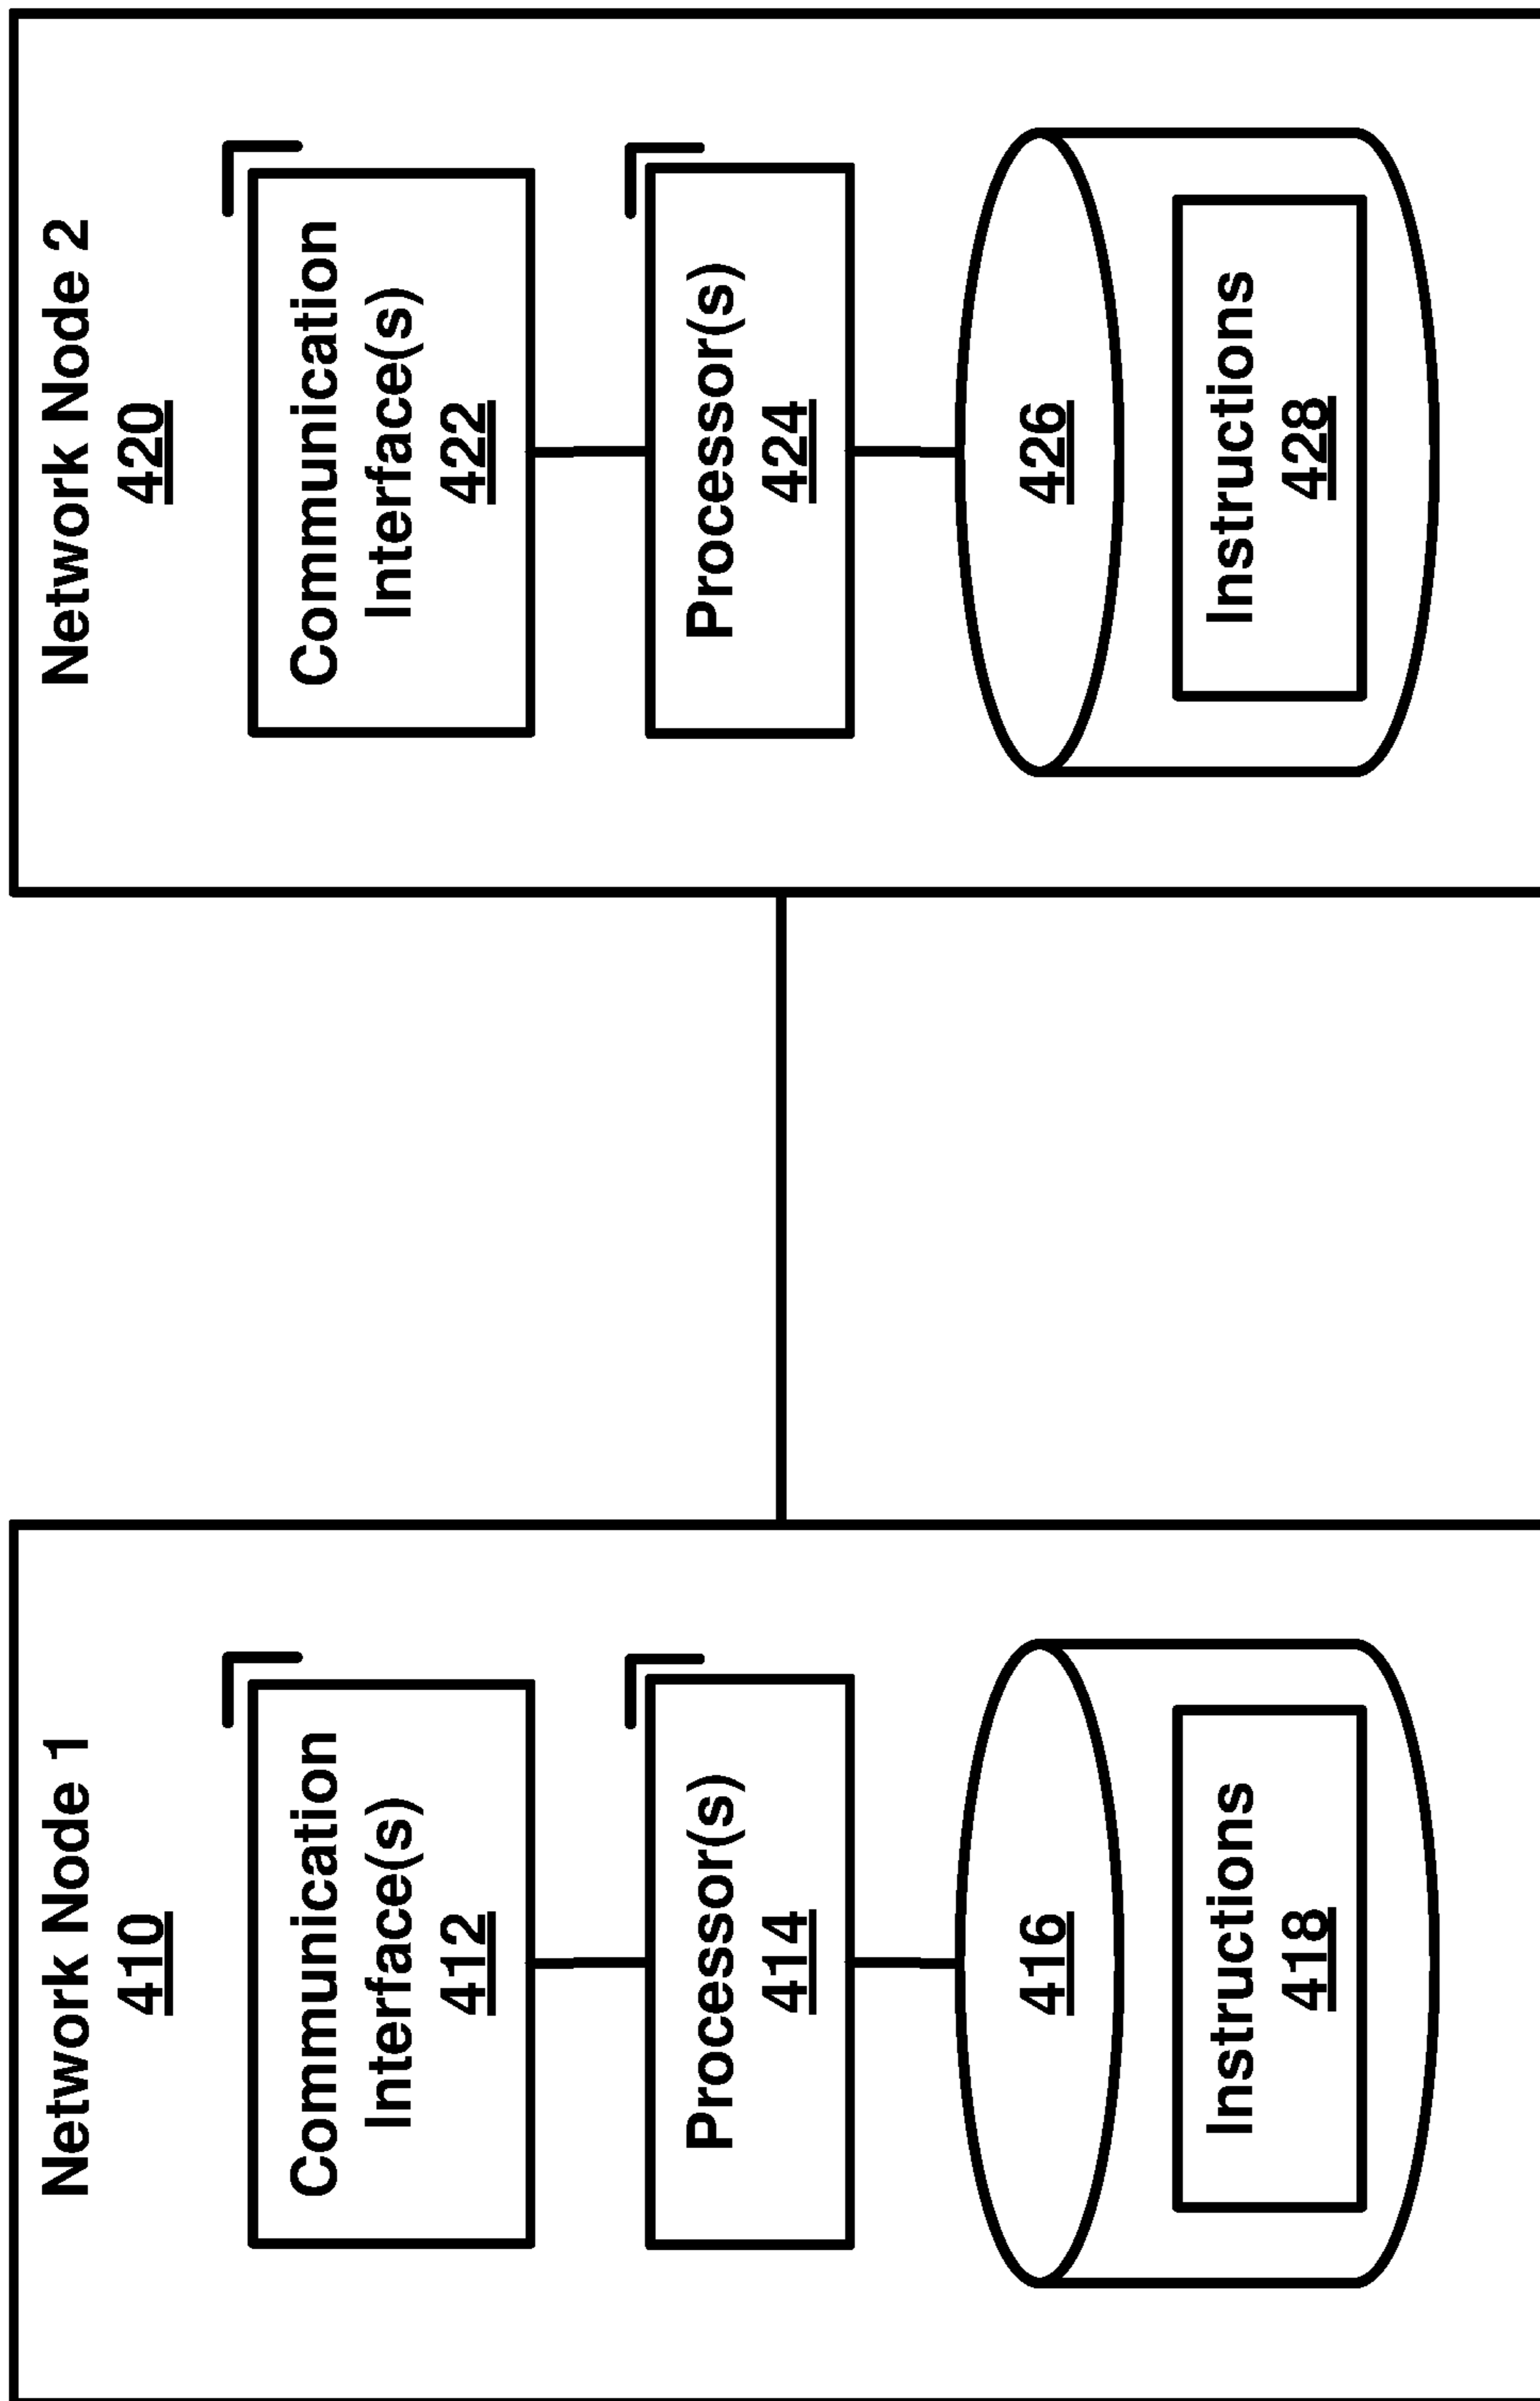 Network Node 1
410
Communication
Interface(s)
412
Processor(s)
414
416
Instructions
418
Network Node 2
420
Communication
Interface(s)
422
Processor(s)
424
426
Instructions
428